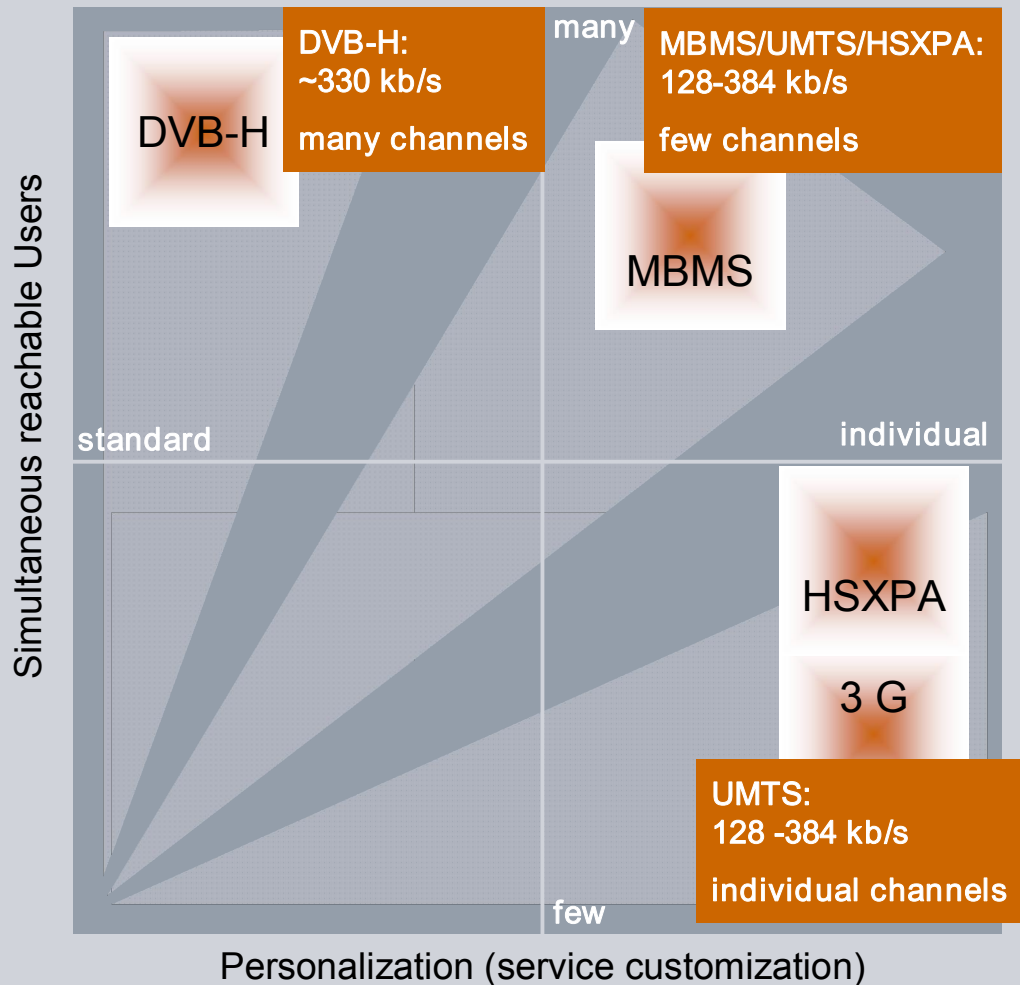 DVB-H:
~330 kb/s
many channels
many
MBMS/UMTS/HSXPA:
128-384 kb/s
few channels
DVB-H
MBMS
Simultaneous reachable Users
standard
individual
HSXPA
3 G
UMTS:
128 -384 kb/s
individual channels
few
Personalization (service customization)